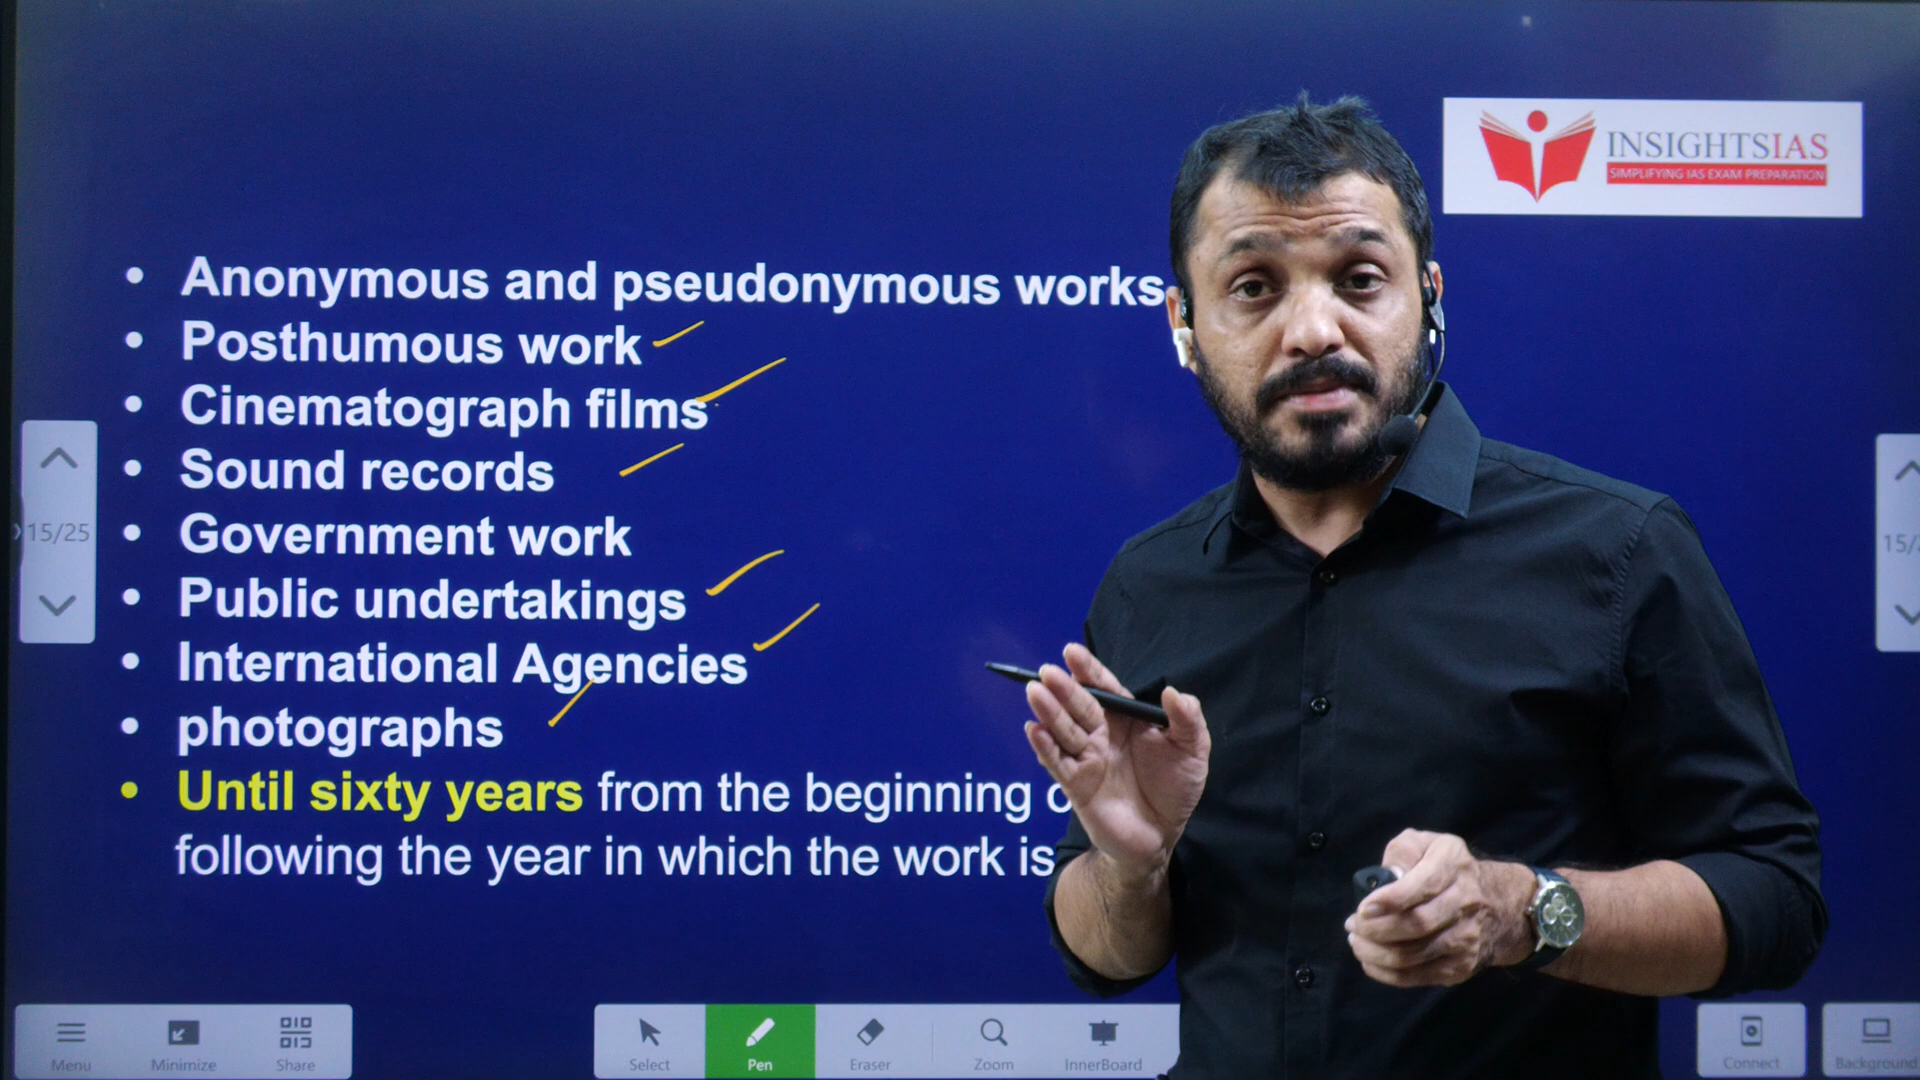 INSIGHTSIAS
SIMPLIFYING IAS EXAM PREPARATION
• Anonymous and pseudonymous works
• Posthumous work
• Cinematograph films
• Sound records
• Government work
• Public undertakings
• International Agencies
• photographs
• Until sixty years from the beginning
following the year in which the work is
15/25
15/
Menu
Minimize
Share
Select
Pen
Eraser
Zoom
InnerBoard
Connect
Background